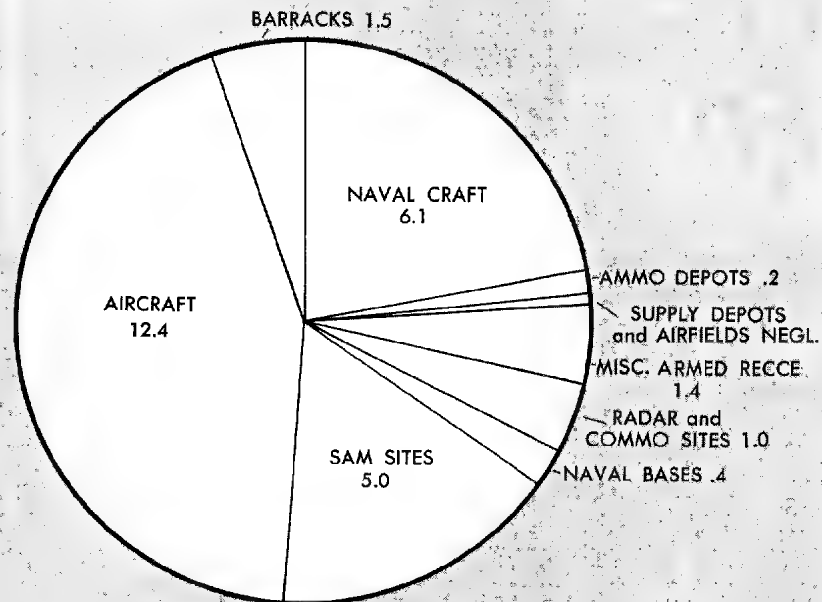 BARRACKS 1.5
NAVAL CRAFT
6.1
AMMO DEPOTS .2
SUPPLY DEPOTS
and AIRFIELDS NEGL.
MISC. ARMED RECCE
1.4
RADAR and
COMMO SITES 1.0
NAVAL BASES .4
SAM SITES
5.0
AIRCRAFT
12.4